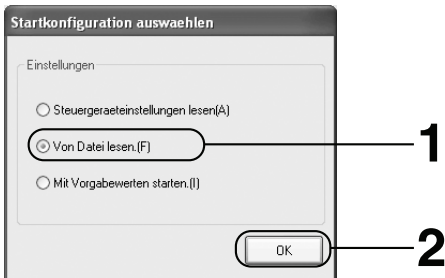 Startkonfiguration auswaehlen
Einstellungen
Steuergeraeteinstellungen lesen(A)
Von Datei lesen.(F)
1
Mit Vorgabewerten starten.(I)
OK
2